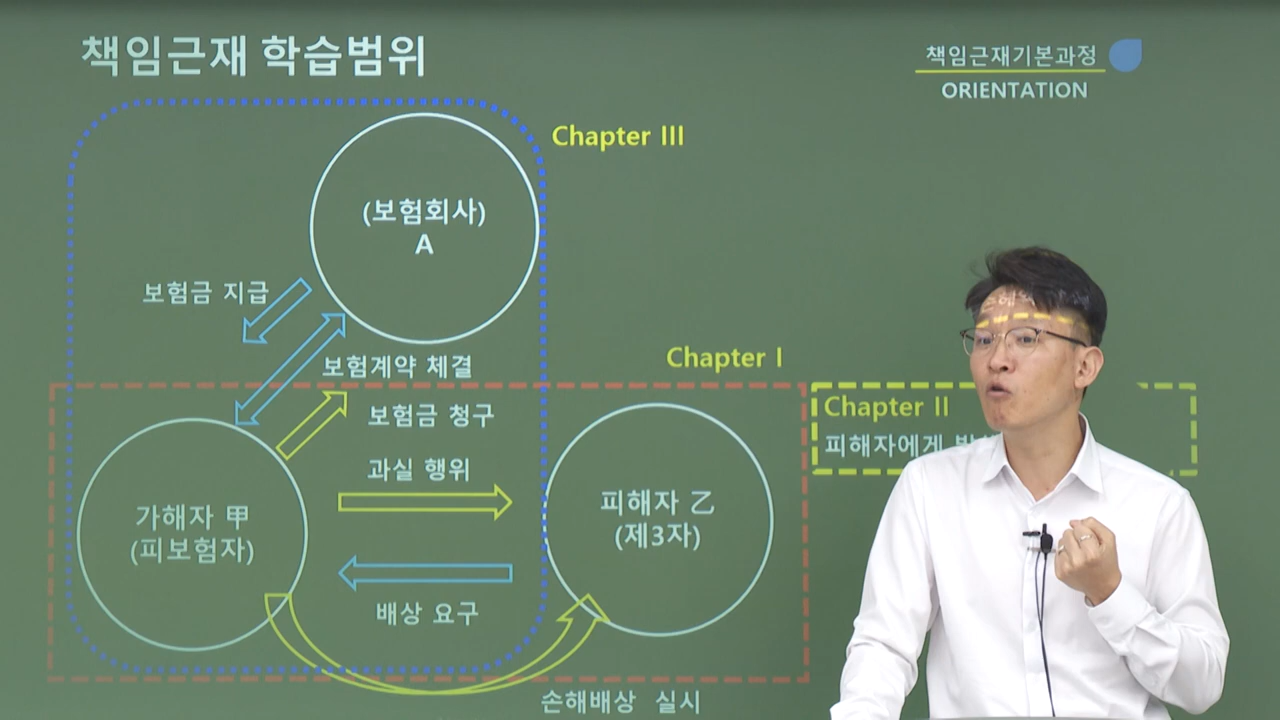 책임근재 학습범위
책임근재기본과정
ORIENTATION
Chapter III
(보험회사)
A
보험금 지급
보험계약 체결
Chapter I
보험금 청구
Chapter II
피해자에게
과실 행위
가해자 甲
(피보험자)
피해자 乙
(제3자)
배상 요구
손해배상 실시